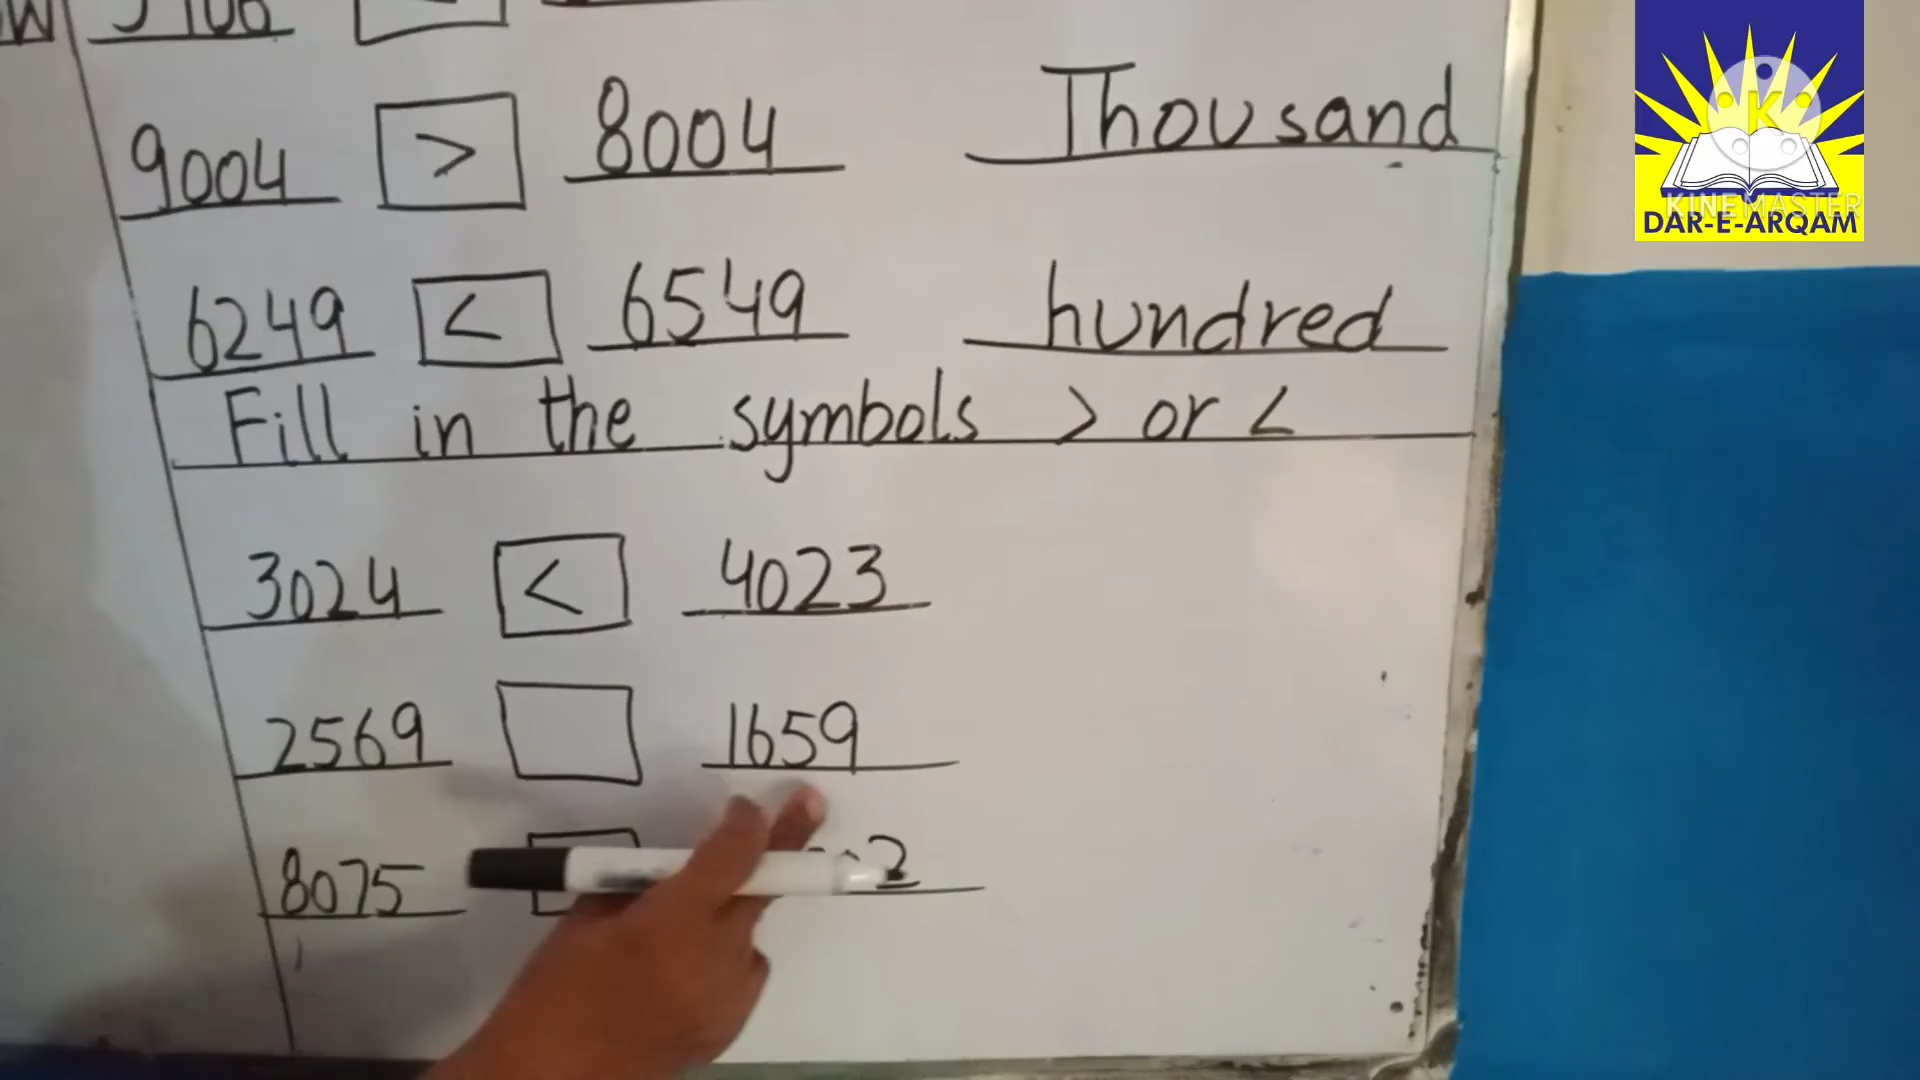 9004 > 8004 Thousand
6249 < 6549 hundred
Fill in the symbols > or <
3024 < 4023
2569 1659
8075
K
KINEMASTER
DAR-E-ARQAM